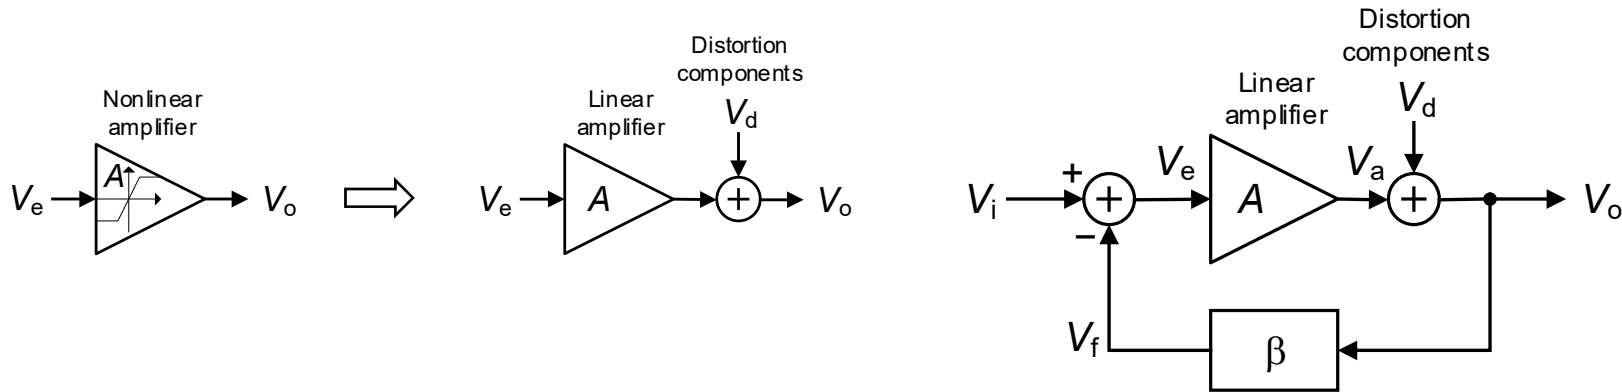 Nonlinear
amplifier
A
Ve
Vo
Distortion
components
Vd
Linear
amplifier
Ve
A
+
Vo
Distortion
components
Vd
Linear
amplifier
Vi
+
+
−
Ve
A
Va
+
Vo
Vf
β